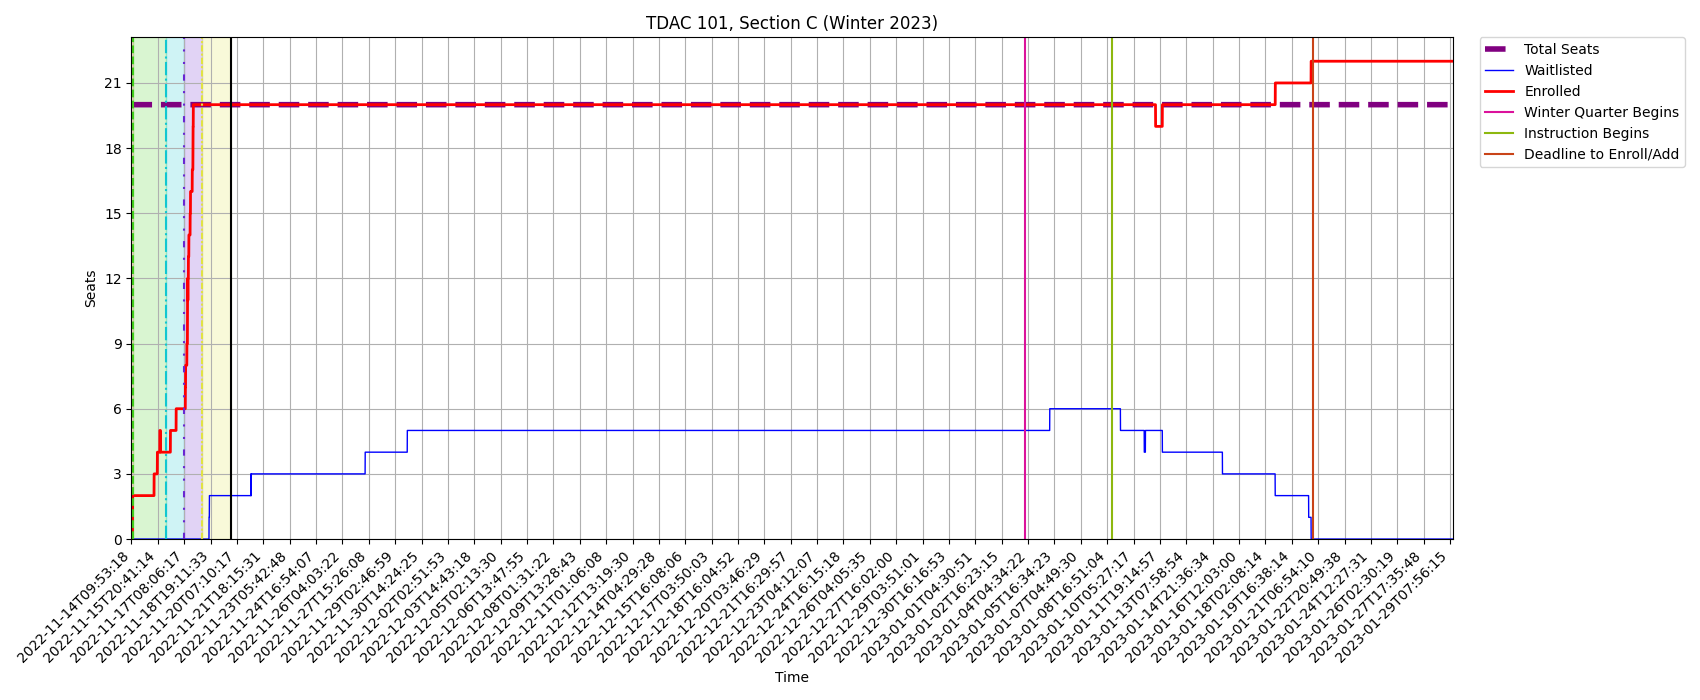 TDAC 101, Section C (Winter 2023)
Total Seats
Waitlisted
Enrolled
Winter Quarter Begins
Instruction Begins
Deadline to Enroll/Add
Seats
21
18
15
12
9
6
3
0
2022-11-14T09:53:18
2022-11-15T20:41:14
2022-11-17T08:06:17
2022-11-18T19:11:33
2022-11-20T07:10:17
2022-11-21T18:15:31
2022-11-23T05:42:48
2022-11-24T16:54:07
2022-11-26T04:03:22
2022-11-27T15:26:08
2022-11-29T02:46:59
2022-11-30T14:24:25
2022-12-02T02:51:53
2022-12-03T14:43:18
2022-12-05T02:13:30
2022-12-06T13:47:55
2022-12-08T01:31:22
2022-12-09T13:28:43
2022-12-11T01:06:08
2022-12-12T13:19:30
2022-12-14T04:29:28
2022-12-15T16:08:06
2022-12-17T03:50:03
2022-12-18T16:04:52
2022-12-20T03:46:29
2022-12-21T16:29:57
2022-12-23T04:12:07
2022-12-24T16:15:18
2022-12-26T04:05:35
2022-12-27T16:02:00
2022-12-29T03:51:01
2022-12-30T16:16:53
2023-01-01T04:30:51
2023-01-02T16:23:15
2023-01-04T04:34:22
2023-01-05T16:34:23
2023-01-07T04:49:30
2023-01-08T16:51:04
2023-01-10T05:27:17
2023-01-11T19:14:57
2023-01-13T07:58:54
2023-01-14T21:36:34
2023-01-16T12:03:00
2023-01-18T02:08:14
2023-01-19T16:38:14
2023-01-21T06:54:10
2023-01-22T20:49:38
2023-01-24T12:27:31
2023-01-26T02:30:19
2023-01-27T17:35:48
2023-01-29T07:56:15
Time